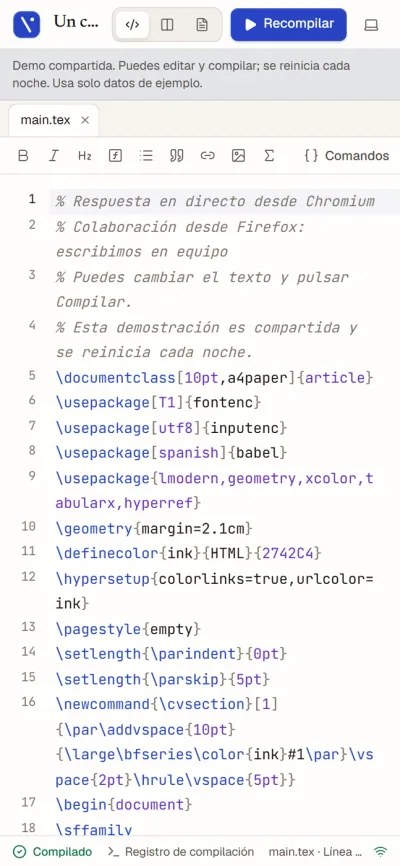 Un c...
Recompilar
Demo compartida. Puedes editar y compilar; se reinicia cada
noche. Usa solo datos de ejemplo.
main.tex ×
B I H2 Σ { } Comandos
1 % Respuesta en directo desde Chromium
2 % Colaboración desde Firefox:
escribimos en equipo
3 % Puedes cambiar el texto y pulsar
Compilar.
4 % Esta demostración es compartida y
se reinicia cada noche.
5 \documentclass[10pt,a4paper]{article}
6 \usepackage[T1]{fontenc}
7 \usepackage[utf8]{inputenc}
8 \usepackage[spanish]{babel}
9 \usepackage{lmodern,geometry,xcolor,t
abularx,hyperref}
10 \geometry{margin=2.1cm}
11 \definecolor{ink}{HTML}{2742C4}
12 \hypersetup{colorlinks=true,urlcolor=
ink}
13 \pagestyle{empty}
14 \setlength{\parindent}{0pt}
15 \setlength{\parskip}{5pt}
16 \newcommand{\cvsection}[1]
{\par\addvspace{10pt}
{\large\bfseries\color{ink}#1\par}\vs
pace{2pt}\hrule\vspace{5pt}}
17 \begin{document}
18 \sffamily
Compilado >_ Registro de compilación main.tex · Línea ...